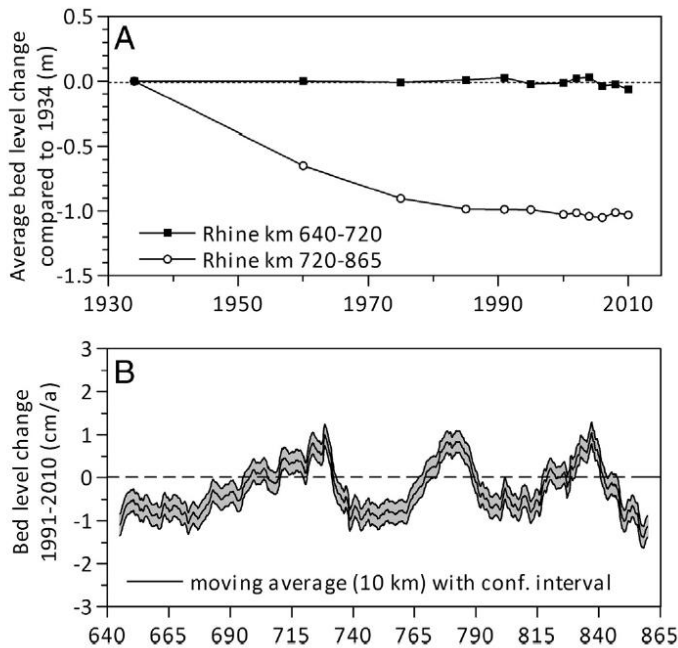 A
Average bed level change
compared to 1934 (m)
0.5
0.0
-0.5
-1.0
-1.5
Rhine km 640-720
Rhine km 720-865
1930 1950 1970 1990 2010
B
Bed level change
1991-2010 (cm/a)
3
2
1
0
-1
-2
-3
moving average (10 km) with conf. interval
640 665 690 715 740 765 790 815 840 865